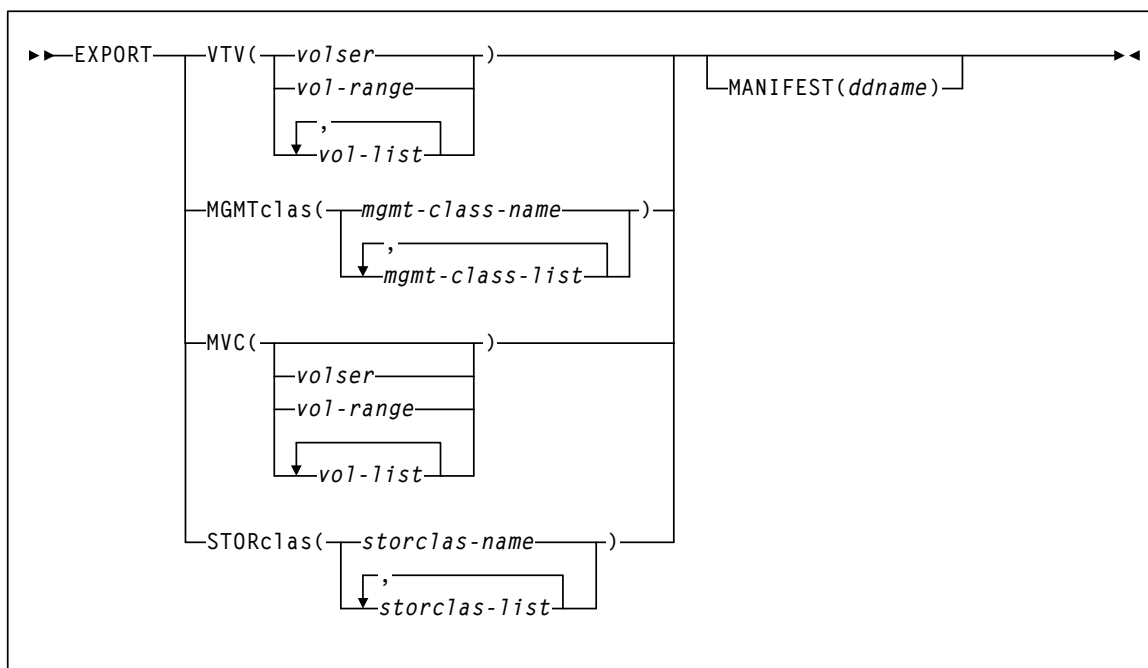 EXPORT VTV( volser )
vol-range MANIFEST(ddname)
,
vol-list
MGMTclas( mgmt-class-name )
,
mgmt-class-list
MVC( )
volser
vol-range
vol-list
STORclas( storclas-name )
,
storclas-list